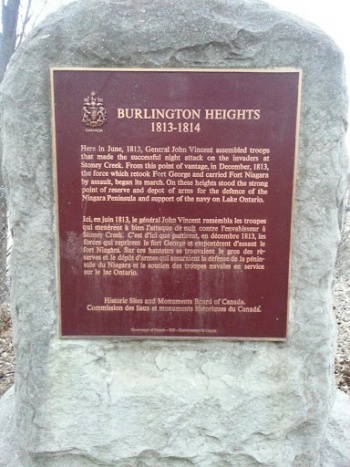 BURLINGTON HEIGHTS
1813-1814
Here in June, 1813, General John Vincent assembled troops
that made the successful night attack on the invaders at
Stoney Creek. From this point of vantage, in December, 1813,
the force which retook Fort George and carried Fort Niagara
by assault, began its march. On these heights stood the strong
point of reserve and depot of arms for the defense of the
Niagara Peninsula and support of the navy on Lake Ontario.
Ici, en juin 1813, le général John Vincent rassembla les troupes
qui menèrent à bien l'attaque de nuit contre l'envahisseur à
Stoney Creek. C'est d'ici que partirent, en décembre 1813, les
forces qui reprirent le fort George et emportèrent d'assaut le
fort Niagara. Sur ces hauteurs se trouvaient le gros des ré-
serves et le dépôt d'armes qui assuraient la défense de la pénin-
sule du Niagara et le soutien des troupes navales en service
sur le lac Ontario.
Historic Sites and Monuments Board of Canada.
Commission des lieux et monuments historiques du Canada.
Government of Canada